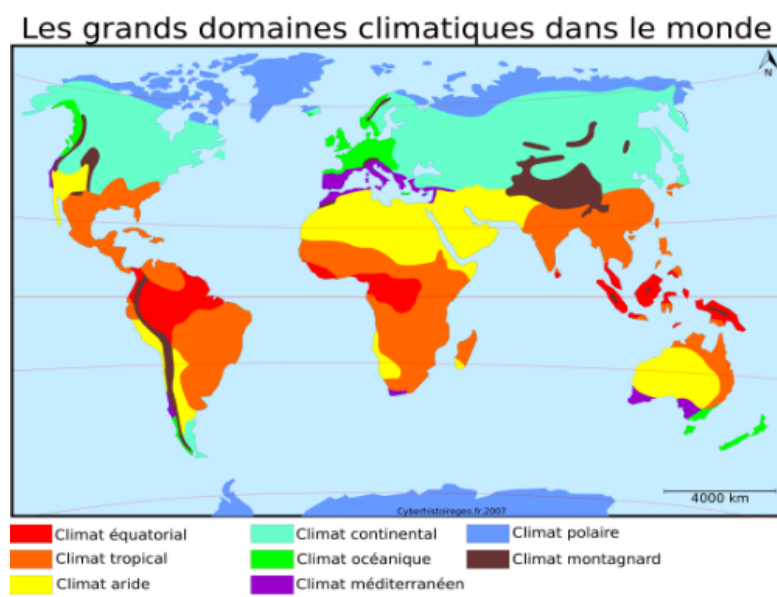 Les grands domaines climatiques dans le monde
N
4000 km
Cyberhistoiregeo.fr,2007
Climat équatorial
Climat tropical
Climat aride
Climat continental
Climat océanique
Climat méditerranéen
Climat polaire
Climat montagnard